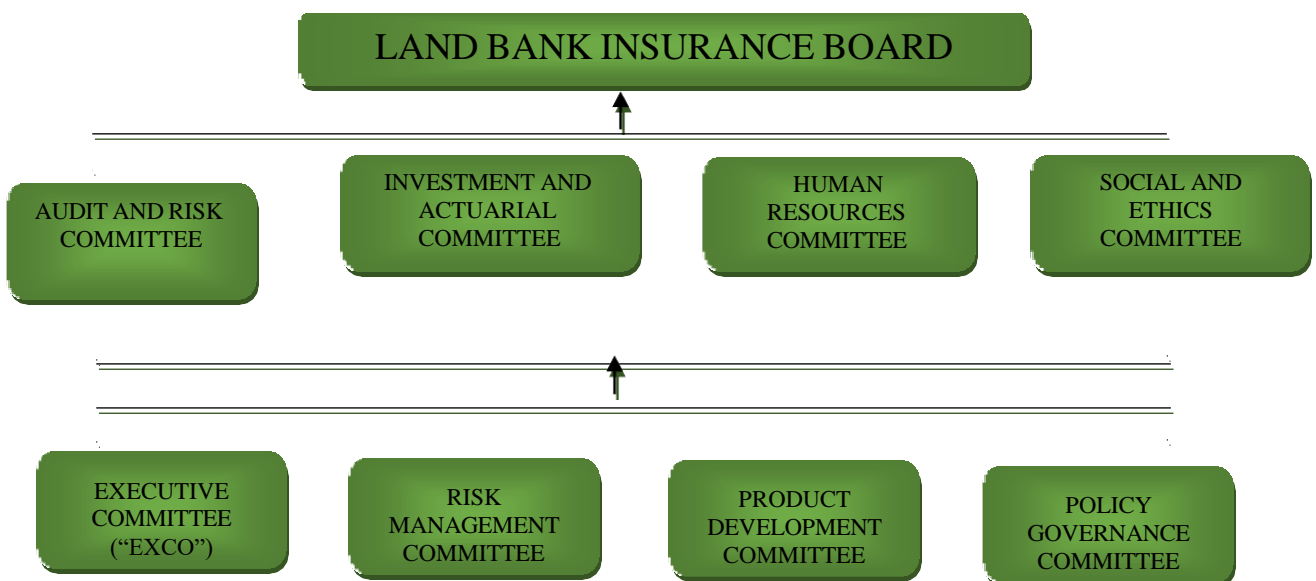 LAND BANK INSURANCE BOARD
AUDIT AND RISK
COMMITTEE
INVESTMENT AND
ACTUARIAL
COMMITTEE
HUMAN
RESOURCES
COMMITTEE
SOCIAL AND
ETHICS
COMMITTEE
EXECUTIVE
COMMITTEE
(“EXCO”)
RISK
MANAGEMENT
COMMITTEE
PRODUCT
DEVELOPMENT
COMMITTEE
POLICY
GOVERNANCE
COMMITTEE